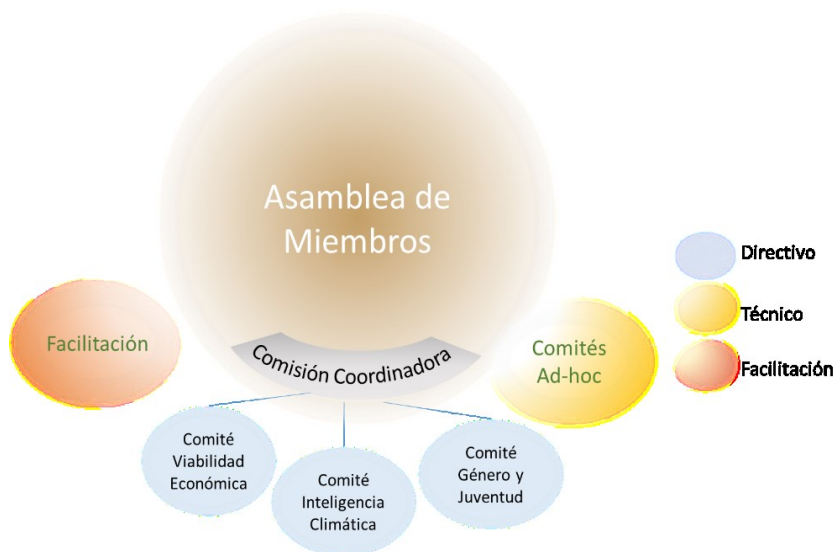 Asamblea de
Miembros
Facilitación
Comisión Coordinadora
Comités
Ad-hoc
Comité
Viabilidad
Económica
Comité
Inteligencia
Climática
Comité
Género y
Juventud
Directivo
Técnico
Facilitación